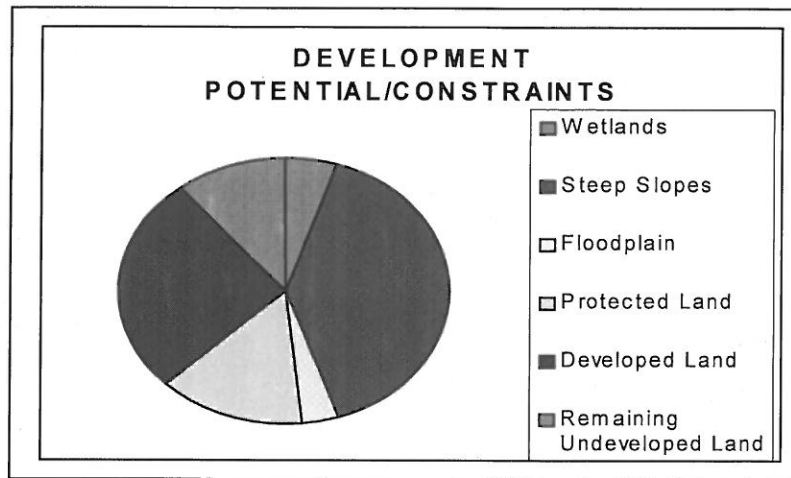 DEVELOPMENT
POTENTIAL/CONSTRAINTS
Wetlands
Steep Slopes
Floodplain
Protected Land
Developed Land
Remaining
Undeveloped Land